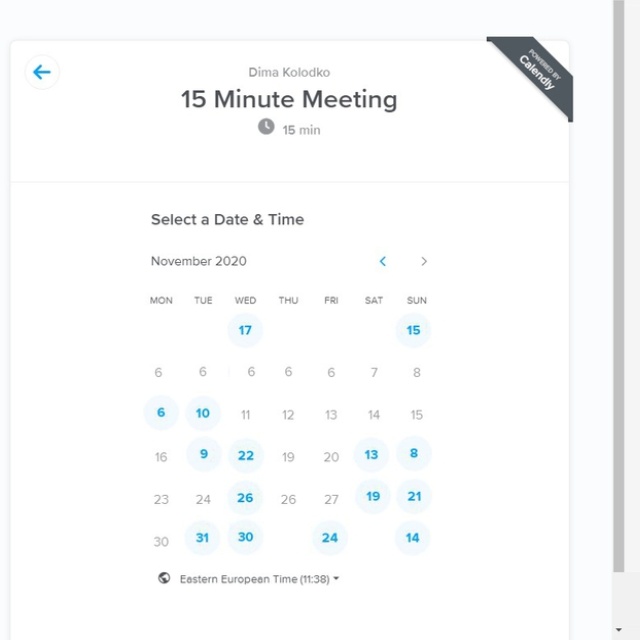 POWERED BY
Calendly
Dima Kolodko
15 Minute Meeting
15 min
Select a Date & Time
November 2020
MON TUE WED THU FRI SAT SUN
17 15
6 6 6 6 6 7 8
6 10 11 12 13 14 15
16 9 22 19 20 13 8
23 24 26 26 27 19 21
30 31 30 24 14
Eastern European Time (11:38)